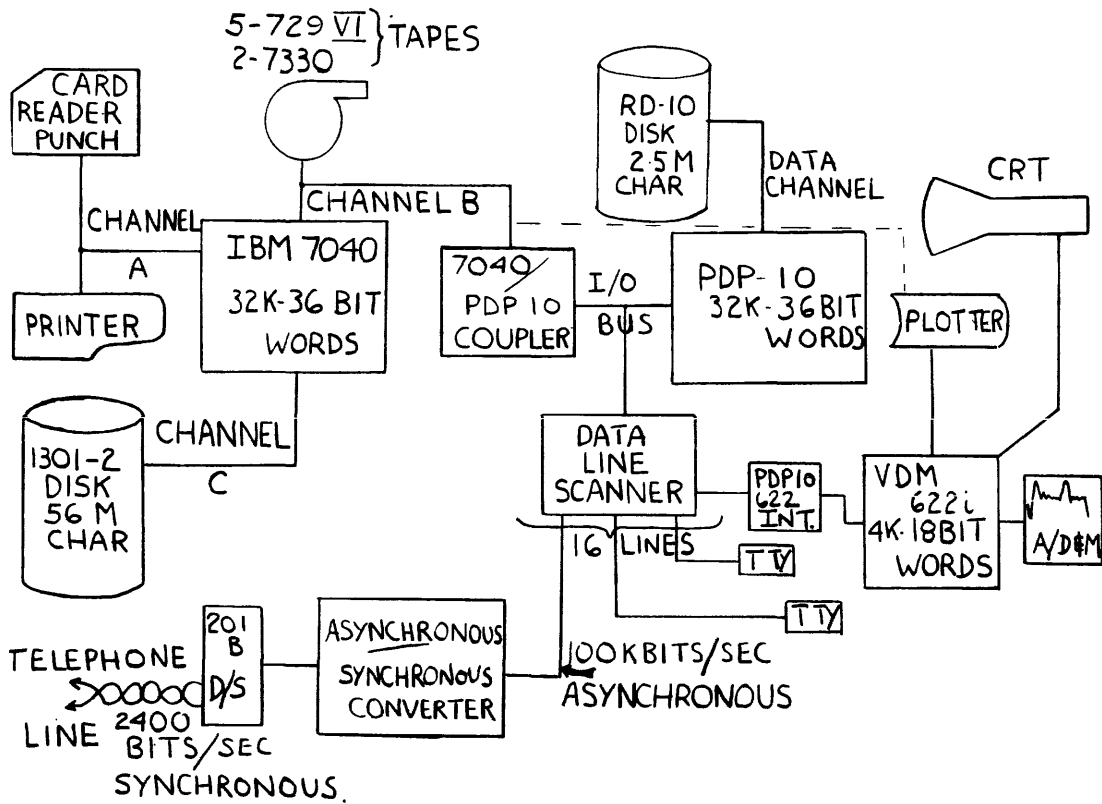 5-729 VI } TAPES
2-7330
CARD
READER
PUNCH
RD-10
DISK
2.5 M
CHAR
DATA
CHANNEL
CRT
CHANNEL
A
CHANNEL B
IBM 7040
32K-36 BIT
WORDS
7040/
PDP 10
COUPLER
I/O
BUS
PDP-10
32K-36 BIT
WORDS
PLOTTER
PRINTER
1301-2
DISK
56 M
CHAR
CHANNEL
C
DATA
LINE
SCANNER
PDP10
622
INT.
VDM
622i
4K-18BIT
WORDS
A/D&M
16 LINES
TTY
TTY
201
B
D/S
ASYNCHRONOUS
SYNCHRONOUS
CONVERTER
100KBITS/SEC
ASYNCHRONOUS
TELEPHONE
LINE
2400
BITS/SEC
SYNCHRONOUS.